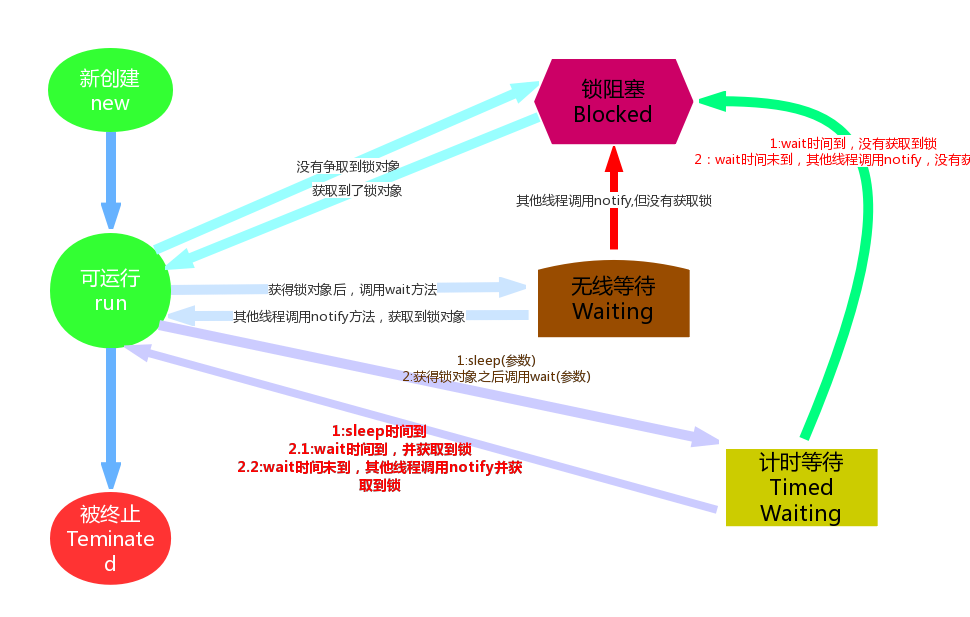 新创建
new
锁阻塞
Blocked
1:wait时间到，没有获取到锁
2：wait时间未到，其他线程调用notify，没有获
没有争取到锁对象
获取到了锁对象
其他线程调用notify,但没有获取锁
可运行
run
获得锁对象后，调用wait方法
其他线程调用notify方法，获取到锁对象
无线等待
Waiting
1:sleep(参数)
2:获得锁对象之后调用wait(参数)
1:sleep时间到
2.1:wait时间到，并获取到锁
2.2:wait时间未到，其他线程调用notify并获
取到锁
计时等待
Timed
Waiting
被终止
Teminate
d